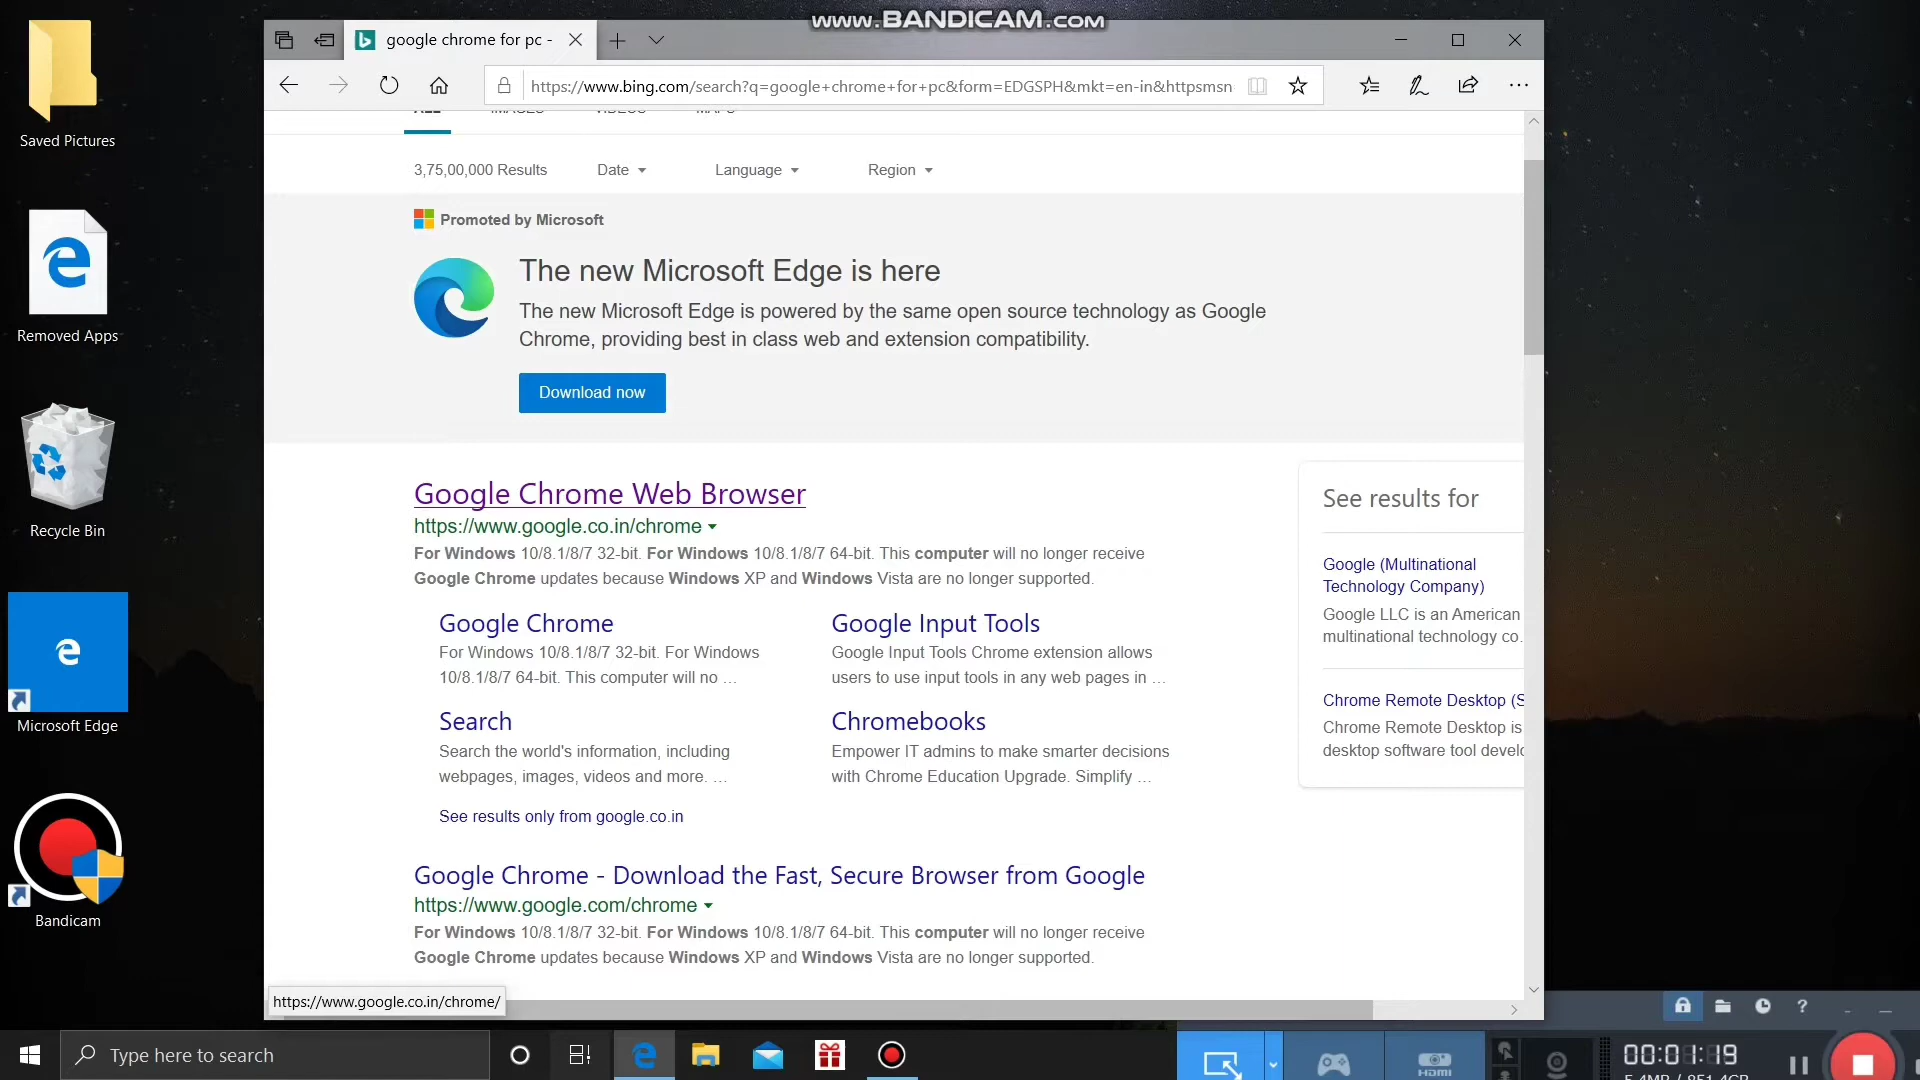 www.BANDICAM.com
Saved Pictures
Removed Apps
Recycle Bin
Microsoft Edge
Bandicam
google chrome for pc -
https://www.bing.com/search?q=google+chrome+for+pc&form=EDGSPH&mkt=en-in&httpsmsn
ALL IMAGES VIDEOS MAPS
3,75,00,000 Results Date Language Region
Promoted by Microsoft
The new Microsoft Edge is here
The new Microsoft Edge is powered by the same open source technology as Google
Chrome, providing best in class web and extension compatibility.
Download now
Google Chrome Web Browser
https://www.google.co.in/chrome
For Windows 10/8.1/8/7 32-bit. For Windows 10/8.1/8/7 64-bit. This computer will no longer receive
Google Chrome updates because Windows XP and Windows Vista are no longer supported.
Google Chrome
For Windows 10/8.1/8/7 32-bit. For Windows
10/8.1/8/7 64-bit. This computer will no ...
Google Input Tools
Google Input Tools Chrome extension allows
users to use input tools in any web pages in ...
Search
Search the world's information, including
webpages, images, videos and more. ...
Chromebooks
Empower IT admins to make smarter decisions
with Chrome Education Upgrade. Simplify ...
See results only from google.co.in
Google Chrome - Download the Fast, Secure Browser from Google
https://www.google.com/chrome
For Windows 10/8.1/8/7 32-bit. For Windows 10/8.1/8/7 64-bit. This computer will no longer receive
Google Chrome updates because Windows XP and Windows Vista are no longer supported.
See results for
Google (Multinational
Technology Company)
Google LLC is an American
multinational technology co.
Chrome Remote Desktop (S
Chrome Remote Desktop is
desktop software tool develo
https://www.google.co.in/chrome/
Type here to search
HDMI
00:01:19
5.4MB / 851.4GB